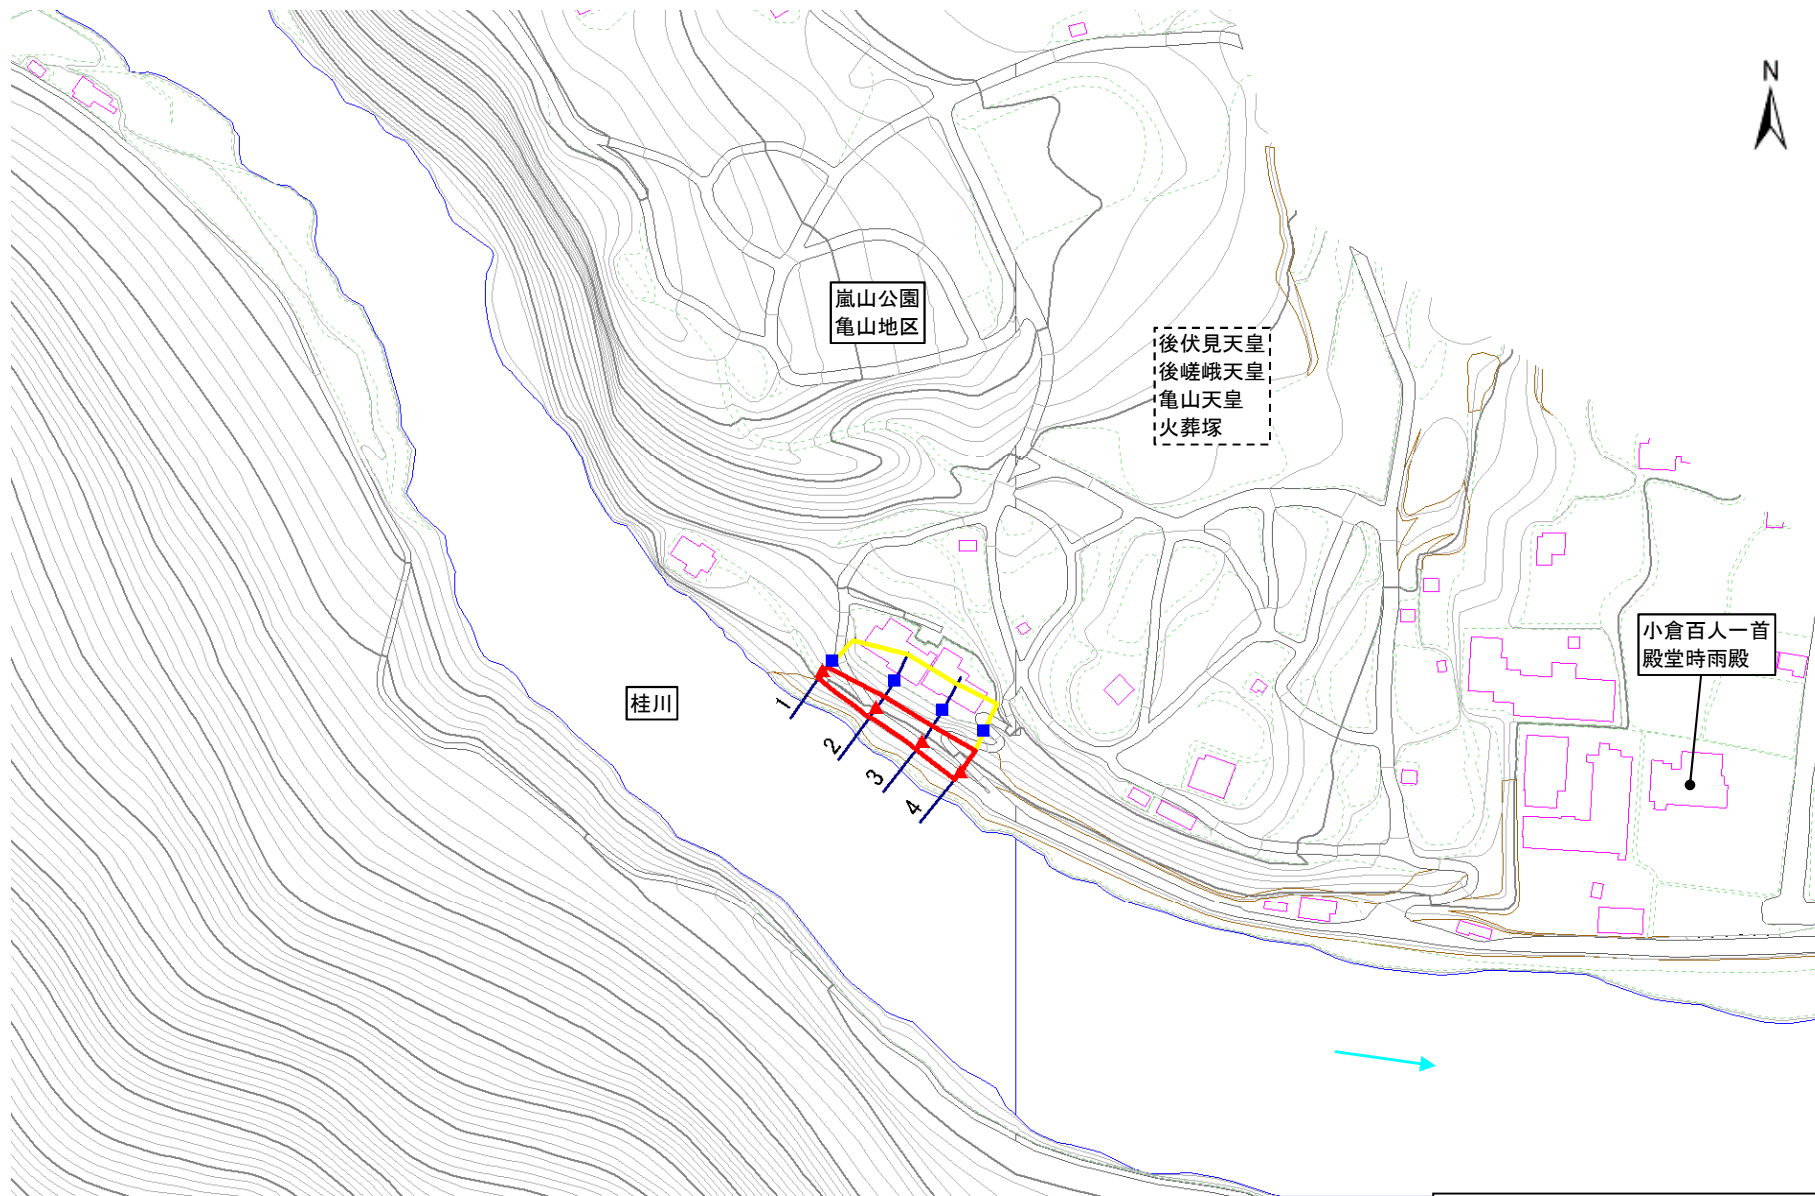 N
嵐山公園
亀山地区
後伏見天皇
後嵯峨天皇
亀山天皇
火葬塚
小倉百人一首
殿堂時雨殿
桂川
1
2
3
4